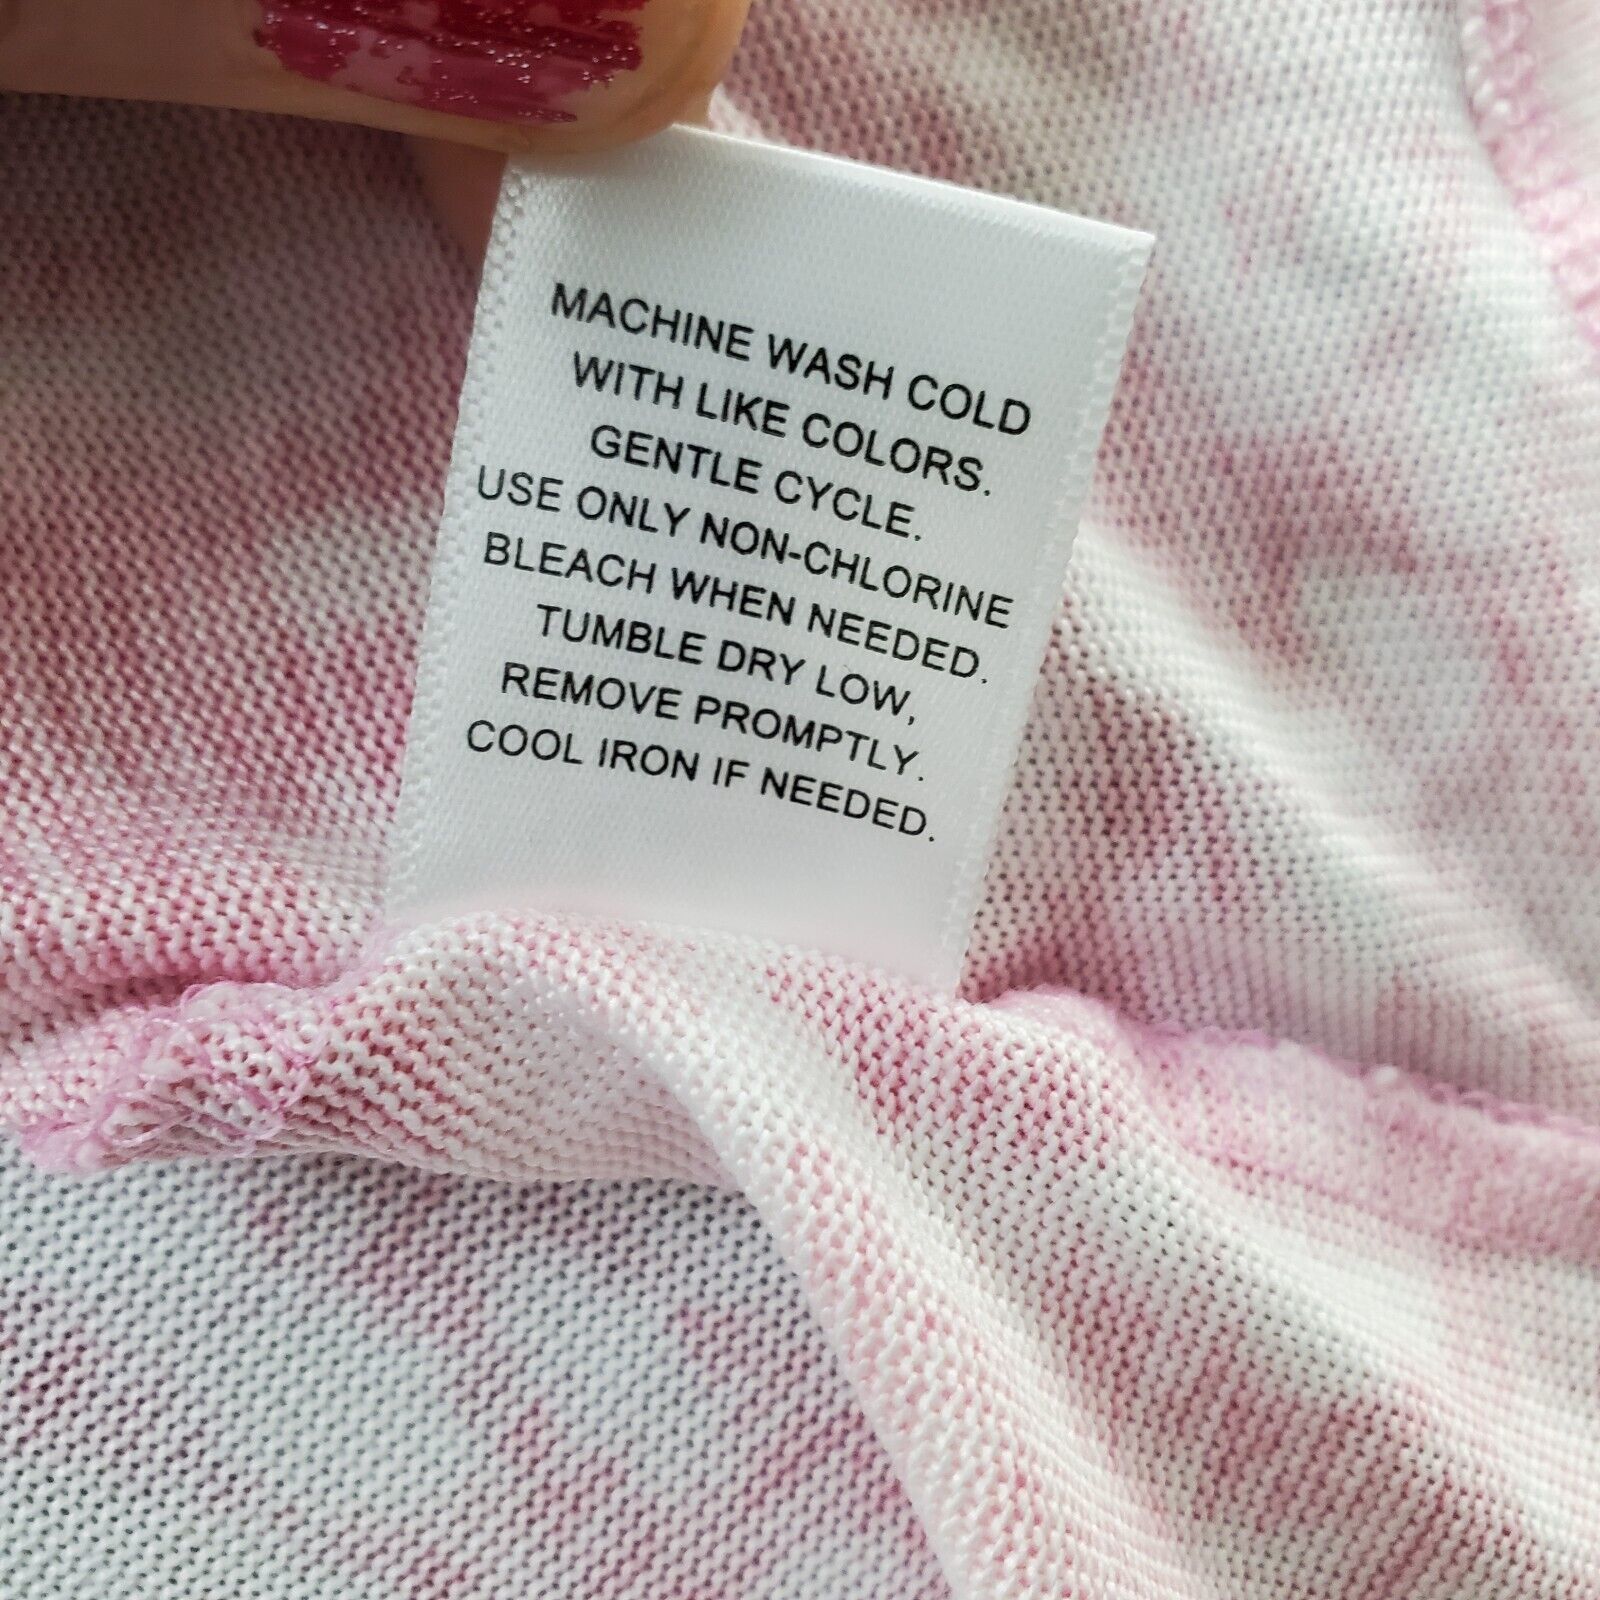 MACHINE WASH COLD
WITH LIKE COLORS.
GENTLE CYCLE.
USE ONLY NON-CHLORINE
BLEACH WHEN NEEDED.
TUMBLE DRY LOW,
REMOVE PROMPTLY.
COOL IRON IF NEEDED.